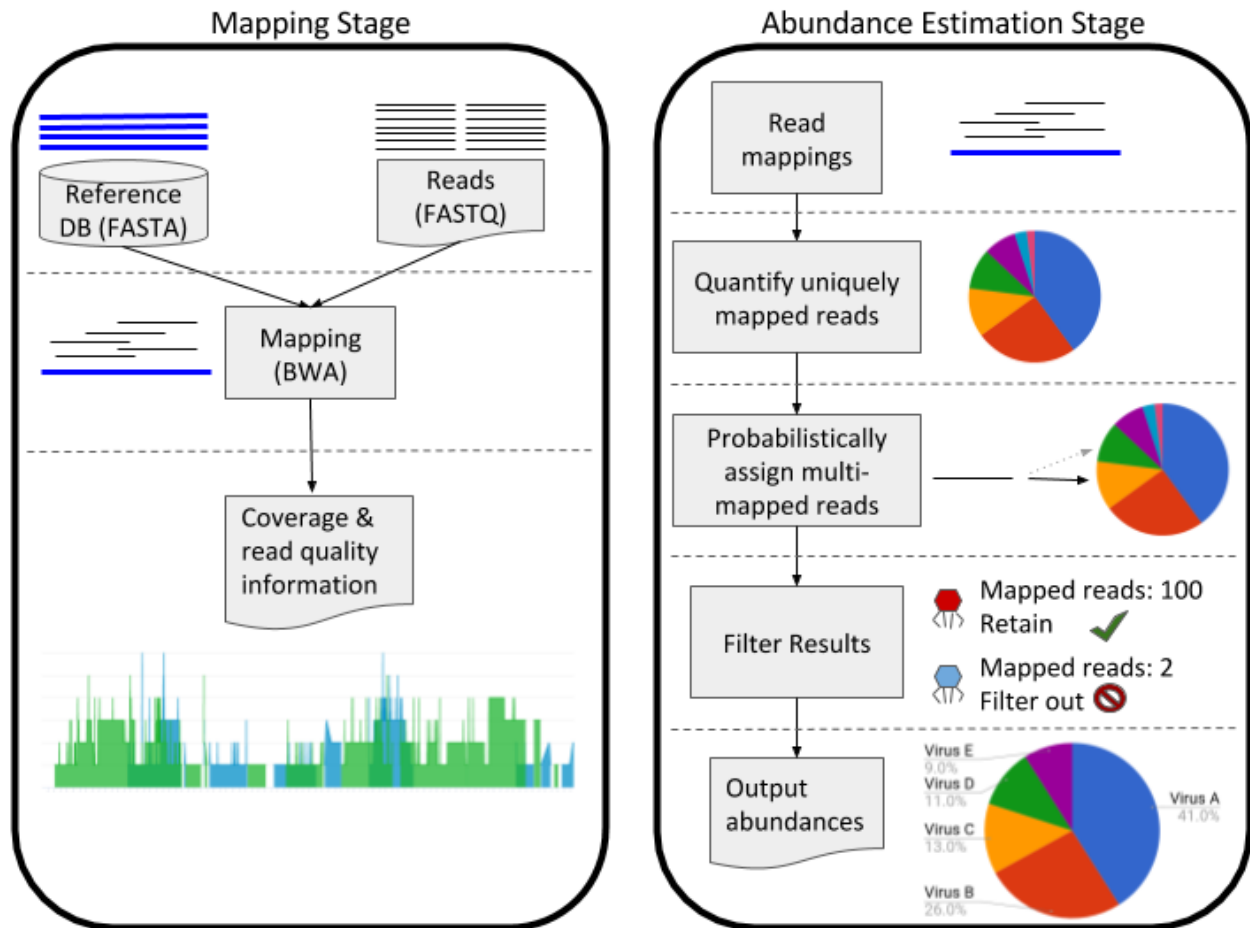 Mapping Stage
Reference
DB (FASTA)
Reads
(FASTQ)
Mapping
(BWA)
Coverage &
read quality
information
Abundance Estimation Stage
Read
mappings
Quantify uniquely
mapped reads
Probabilistically
assign multi-
mapped reads
Filter Results
Mapped reads: 100
Retain
Mapped reads: 2
Filter out
Output
abundances
Virus E
9.0%
Virus D
11.0%
Virus C
13.0%
Virus B
26.0%
Virus A
41.0%